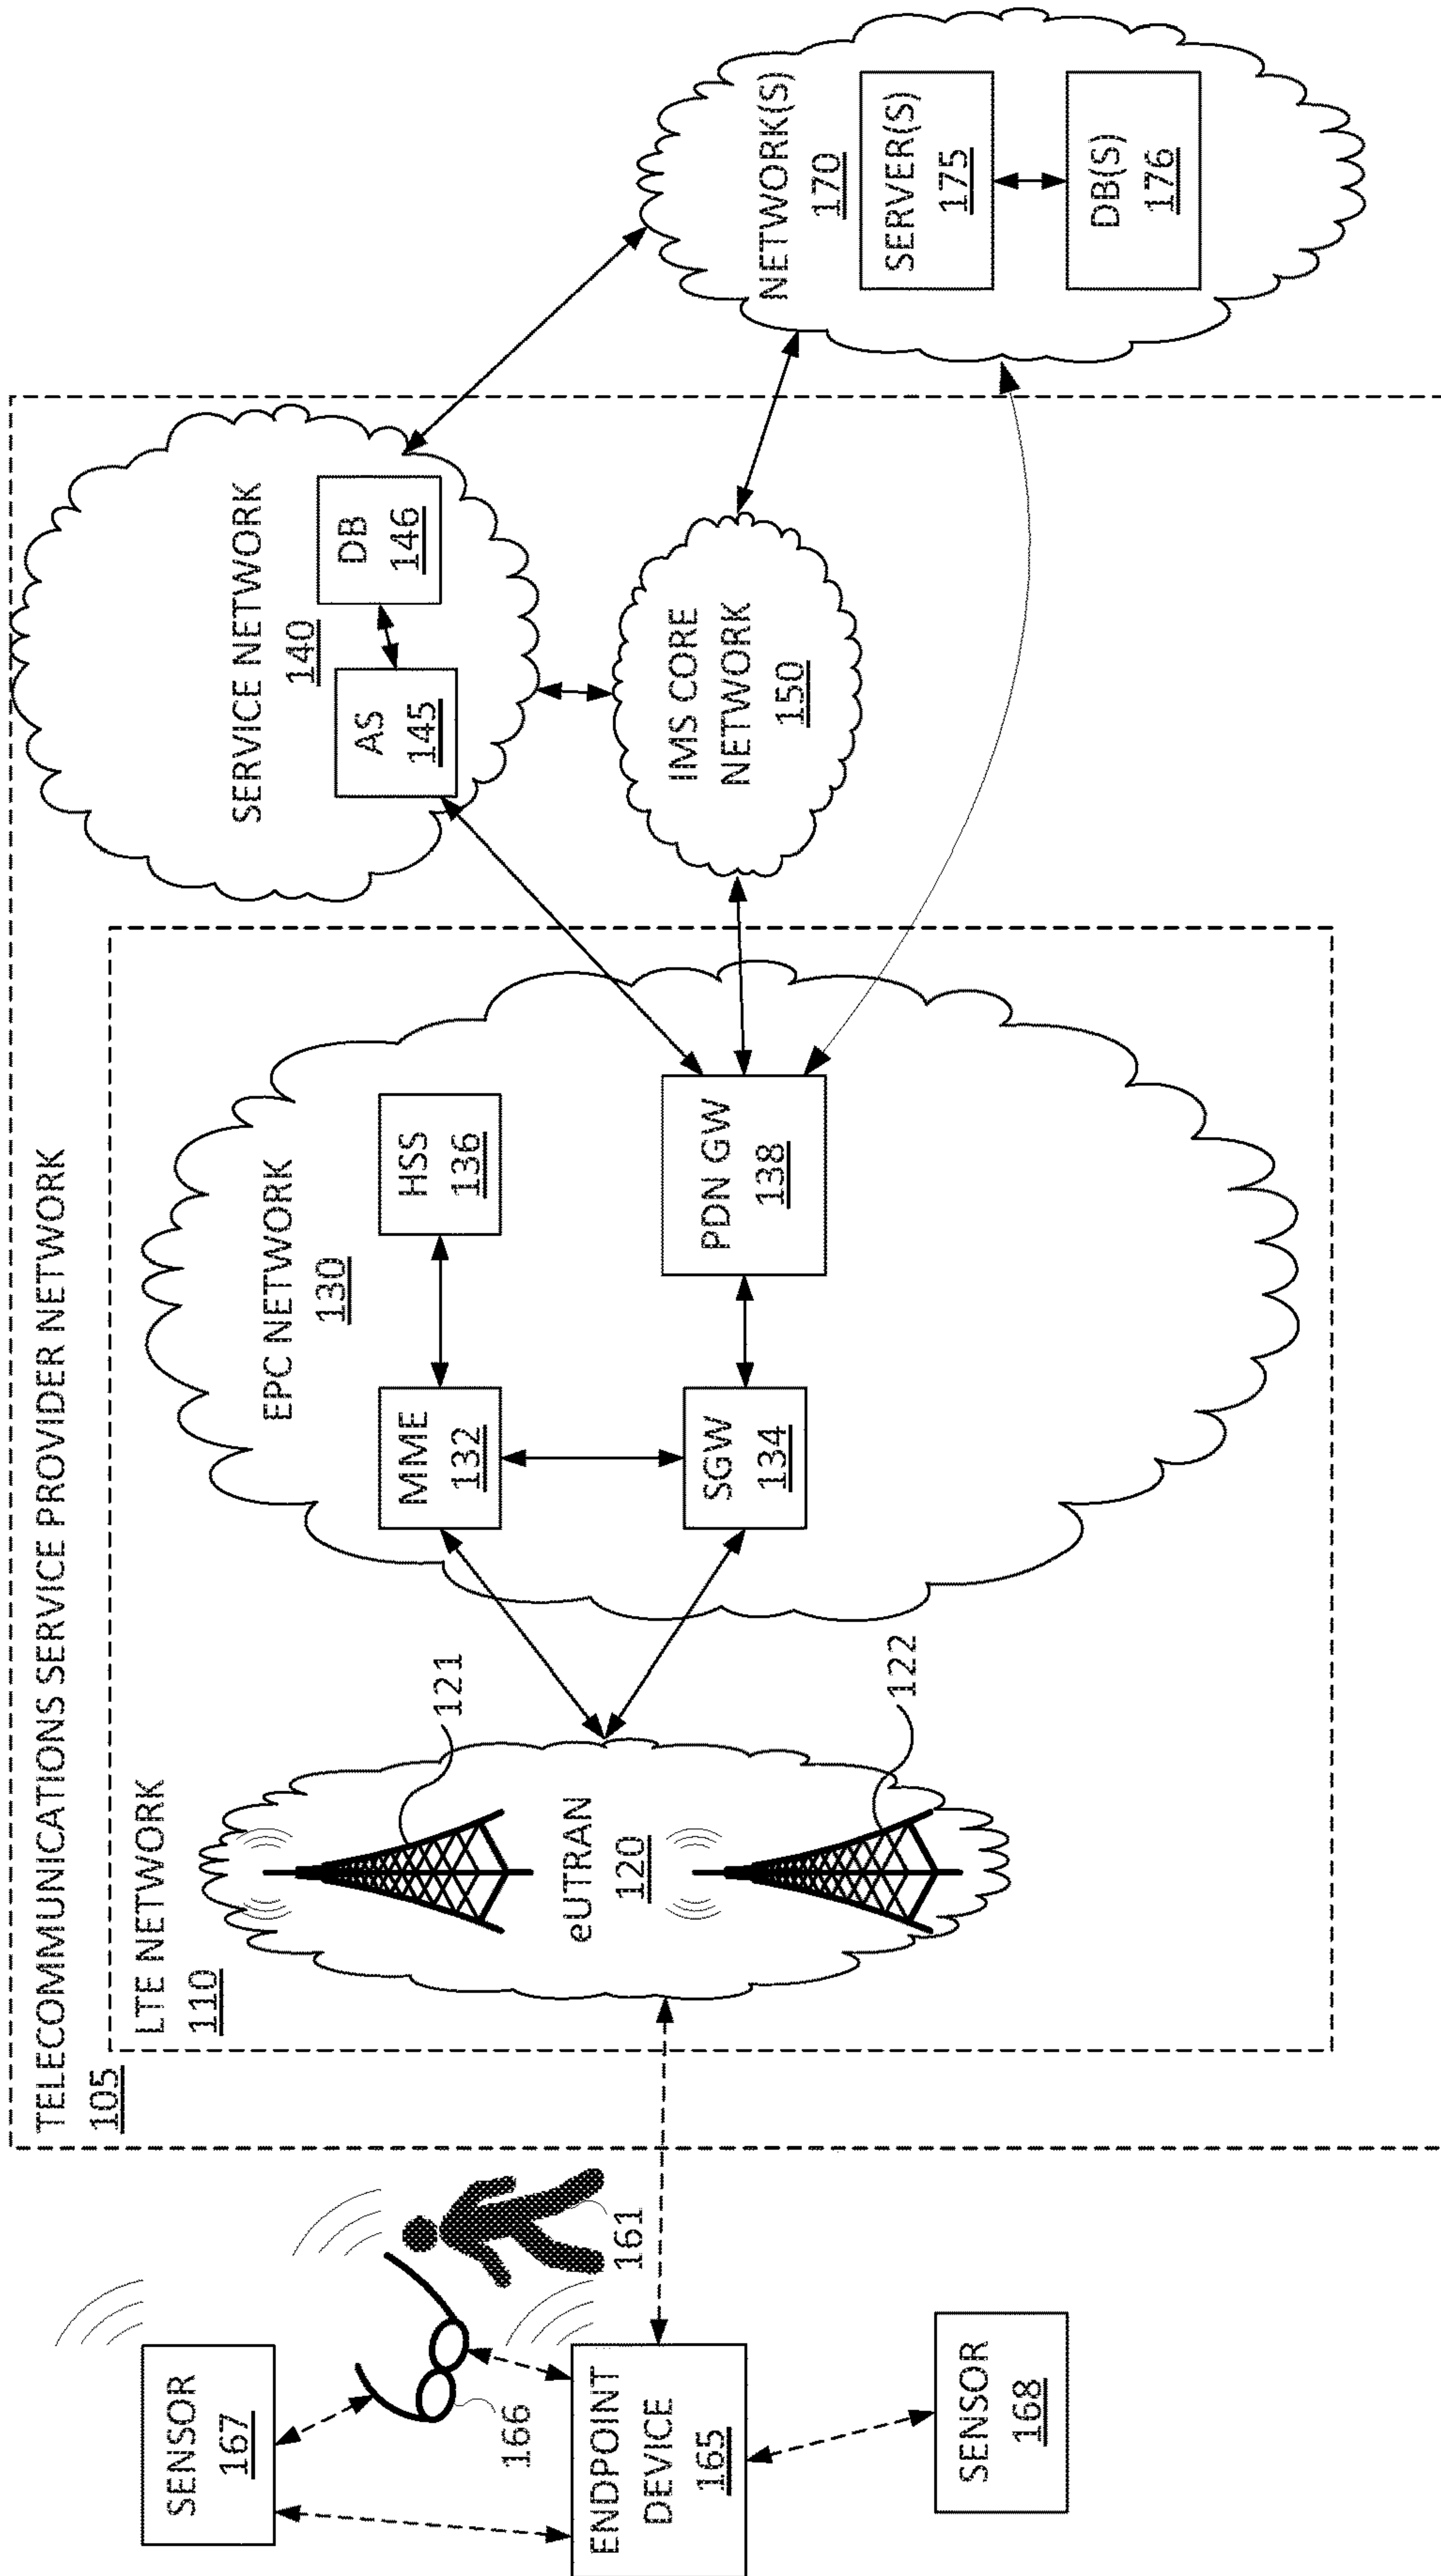 TELECOMMUNICATIONS SERVICE PROVIDER NETWORK
105
LTE NETWORK
110
SENSOR
167
166
161
ENDPOINT
DEVICE
165
SENSOR
168
121
eUTRAN
120
122
EPC NETWORK
130
MME
132
HSS
136
SGW
134
PDN GW
138
SERVICE NETWORK
140
AS
145
DB
146
IMS CORE
NETWORK
150
NETWORK(S)
170
SERVER(S)
175
DB(S)
176